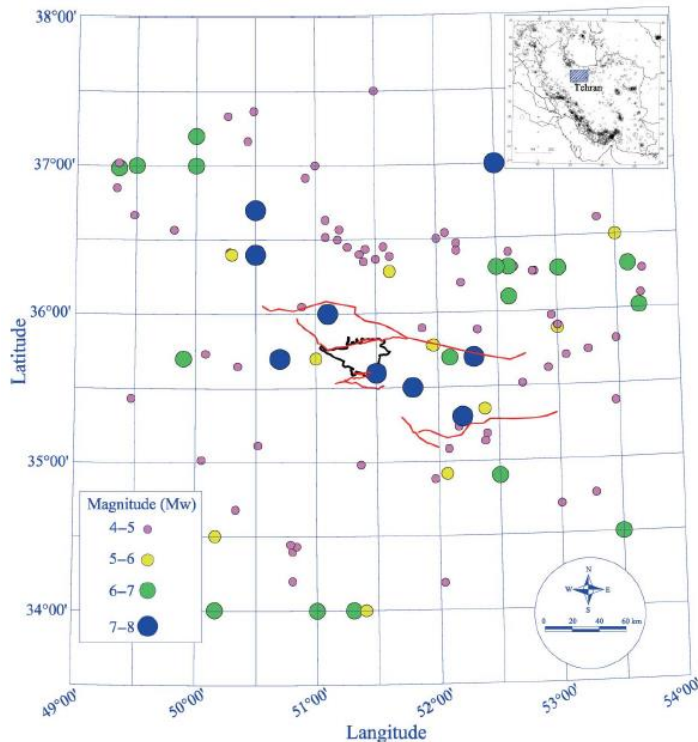 38°00'
37°00'
36°00'
35°00'
34°00'
Latitude
Tehran
Magnitude (Mw)
4–5
5–6
6–7
7–8
N
W E
S
0 20 40 60 km
49°00'
50°00'
51°00'
52°00'
53°00'
54°00'
Langitude